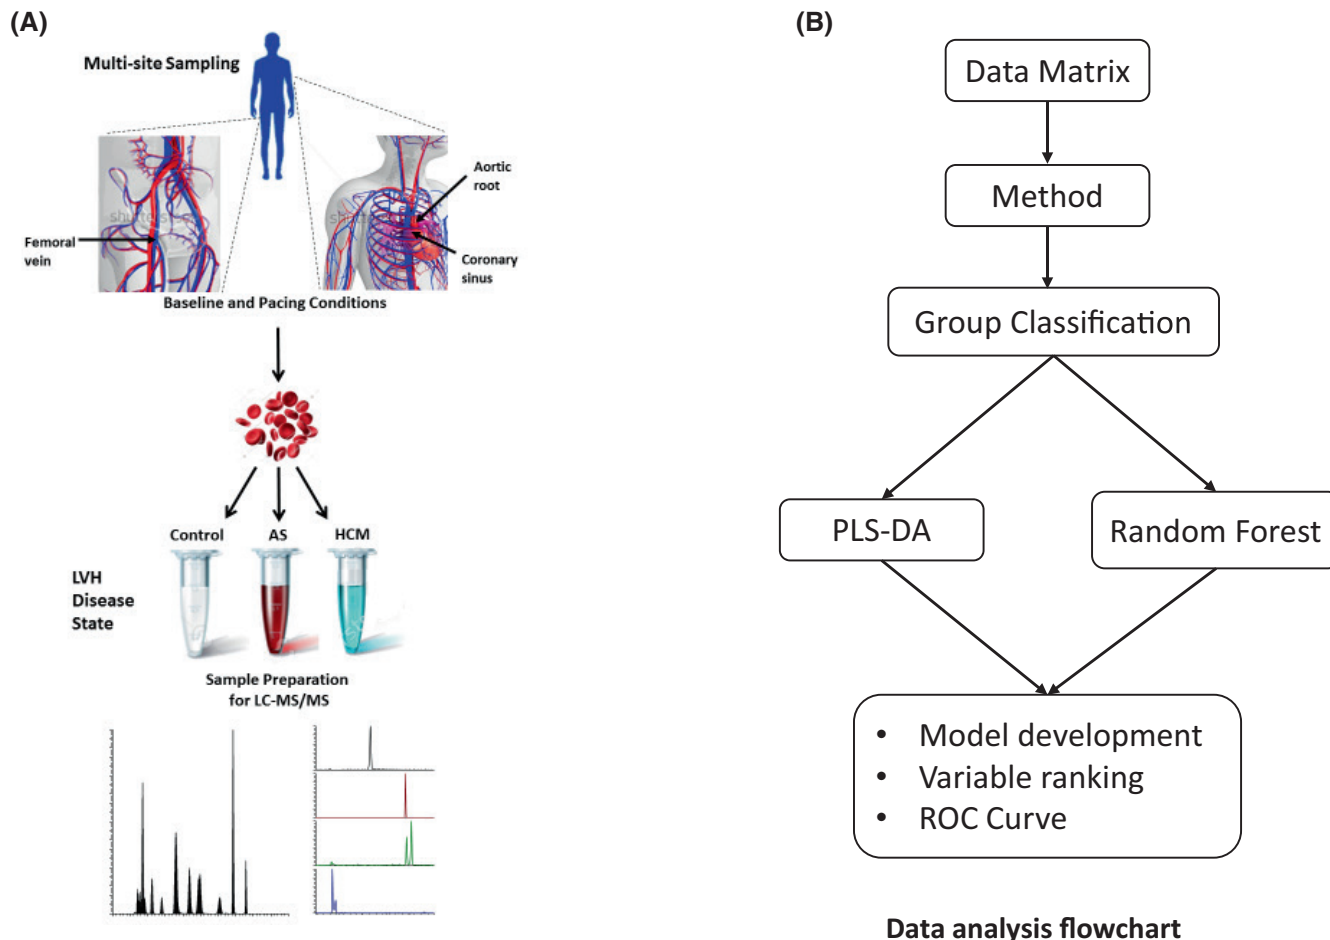 (A)
Multi-site Sampling
Aortic
root
Femoral
vein
Coronary
sinus
Baseline and Pacing Conditions
Control
AS
HCM
LVH
Disease
State
Sample Preparation
for LC-MS/MS
(B)
Data Matrix
Method
Group Classification
PLS-DA
Random Forest
• Model development
• Variable ranking
• ROC Curve
Data analysis flowchart